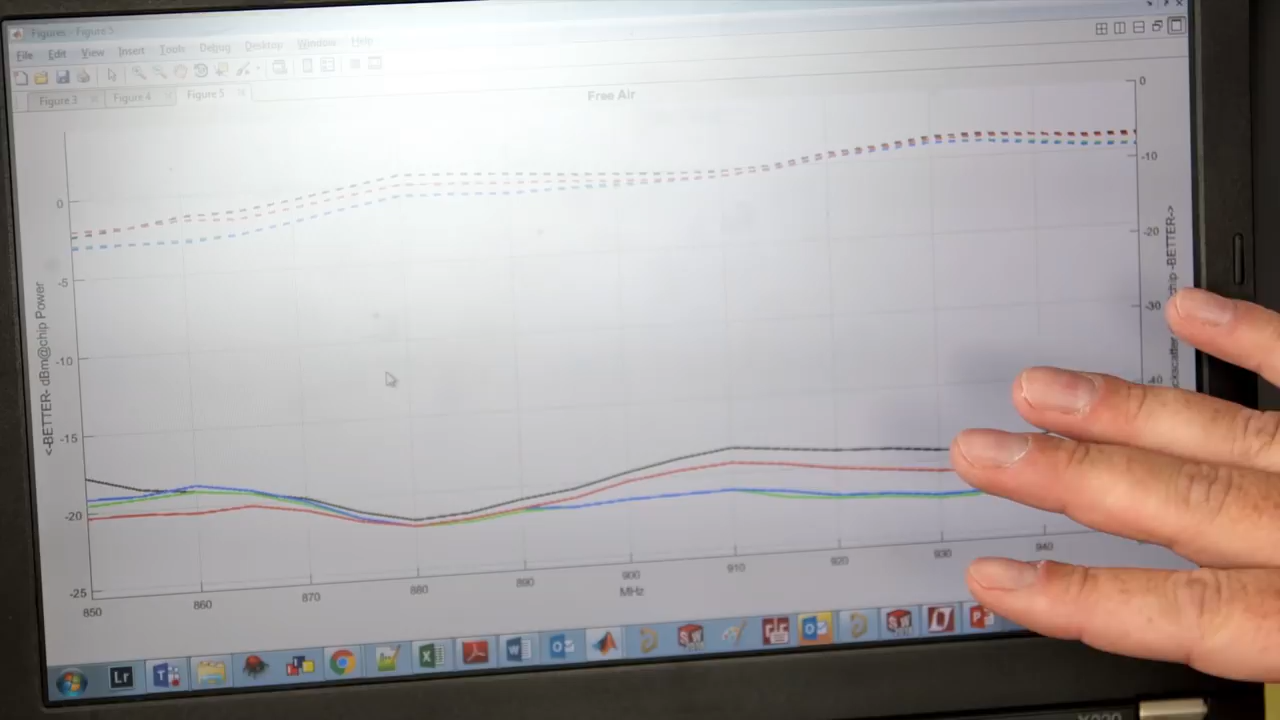 Figures - Figure 5
File Edit View Insert Tools Debug Desktop Window Help
Figure 3 Figure 4 Figure 5
Free Air
0
-10
-20
-30
-40
chip -BETTER->
0
-5
-10
-15
-20
-25
<-BETTER- dBm@chip Power
850 860 870 880 890 900 910 920 930 940
MHz
Lr